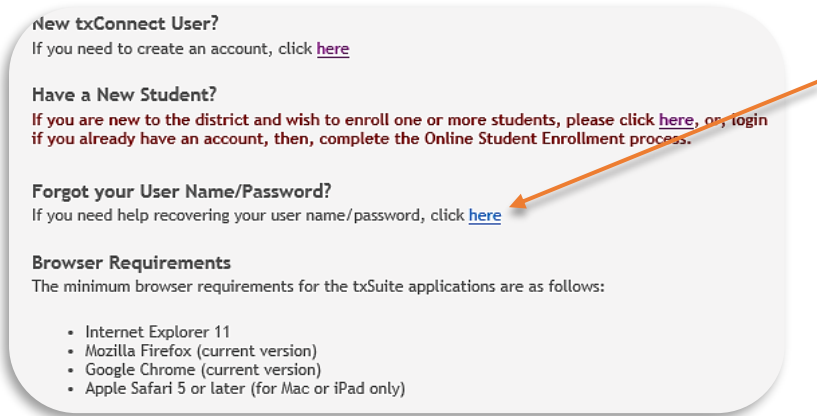 New txConnect User?
If you need to create an account, click here
Have a New Student?
If you are new to the district and wish to enroll one or more students, please click here, or, login
if you already have an account, then, complete the Online Student Enrollment process.
Forgot your User Name/Password?
If you need help recovering your user name/password, click here
Browser Requirements
The minimum browser requirements for the txSuite applications are as follows:
• Internet Explorer 11
• Mozilla Firefox (current version)
• Google Chrome (current version)
• Apple Safari 5 or later (for Mac or iPad only)